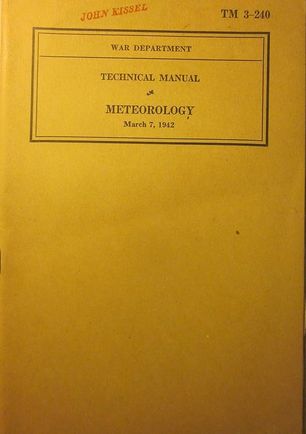 JOHN KISSEL
TM 3-240
WAR DEPARTMENT
TECHNICAL MANUAL
METEOROLOGY
March 7, 1942